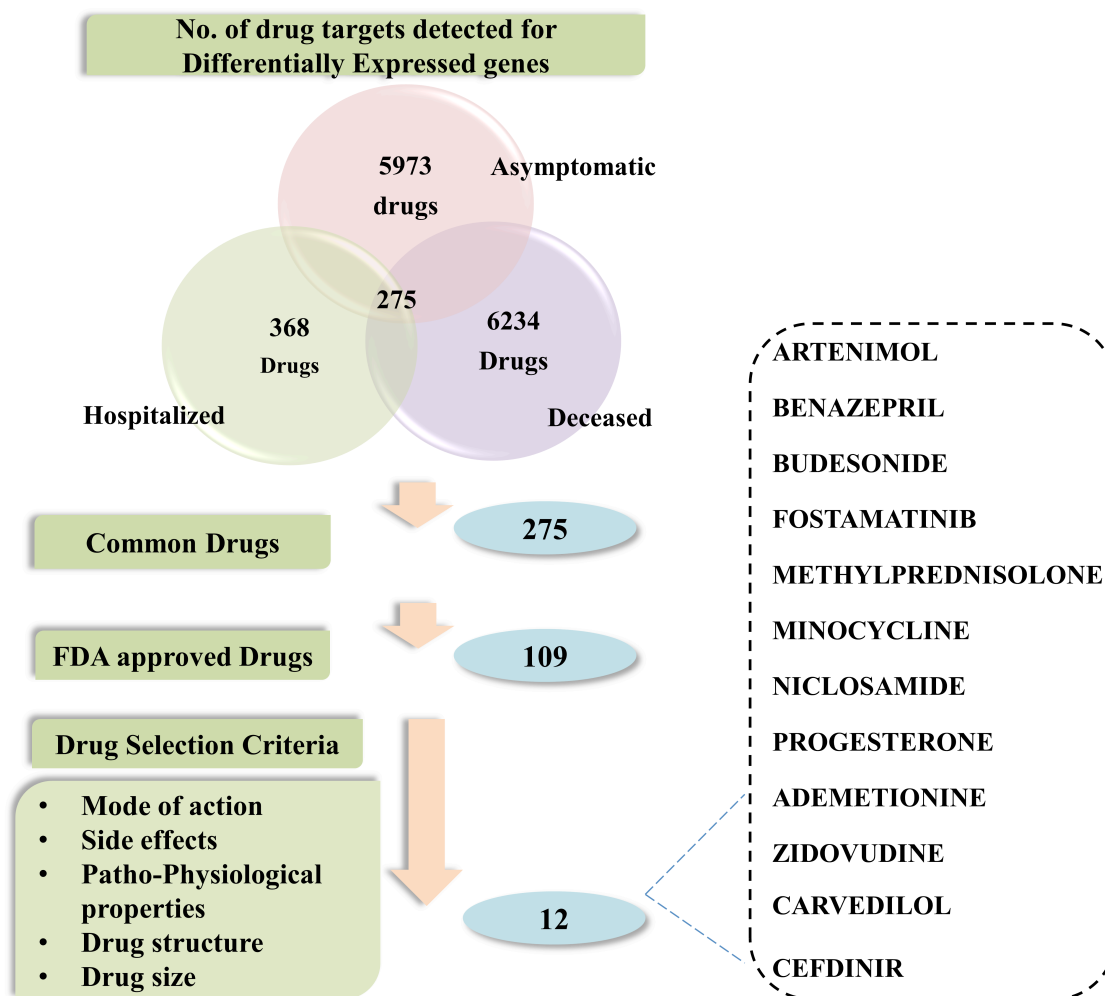 No. of drug targets detected for
Differentially Expressed genes
5973
drugs
Asymptomatic
275
368
Drugs
6234
Drugs
Hospitalized
Deceased
Common Drugs
275
FDA approved Drugs
109
Drug Selection Criteria
• Mode of action
• Side effects
• Patho-Physiological
properties
• Drug structure
• Drug size
12
ARTENIMOL
BENAZEPRIL
BUDESONIDE
FOSTAMATINIB
METHYLPREDNISOLONE
MINOCYCLINE
NICLOSAMIDE
PROGESTERONE
ADEMETIONINE
ZIDOVUDINE
CARVEDILOL
CEFDINIR